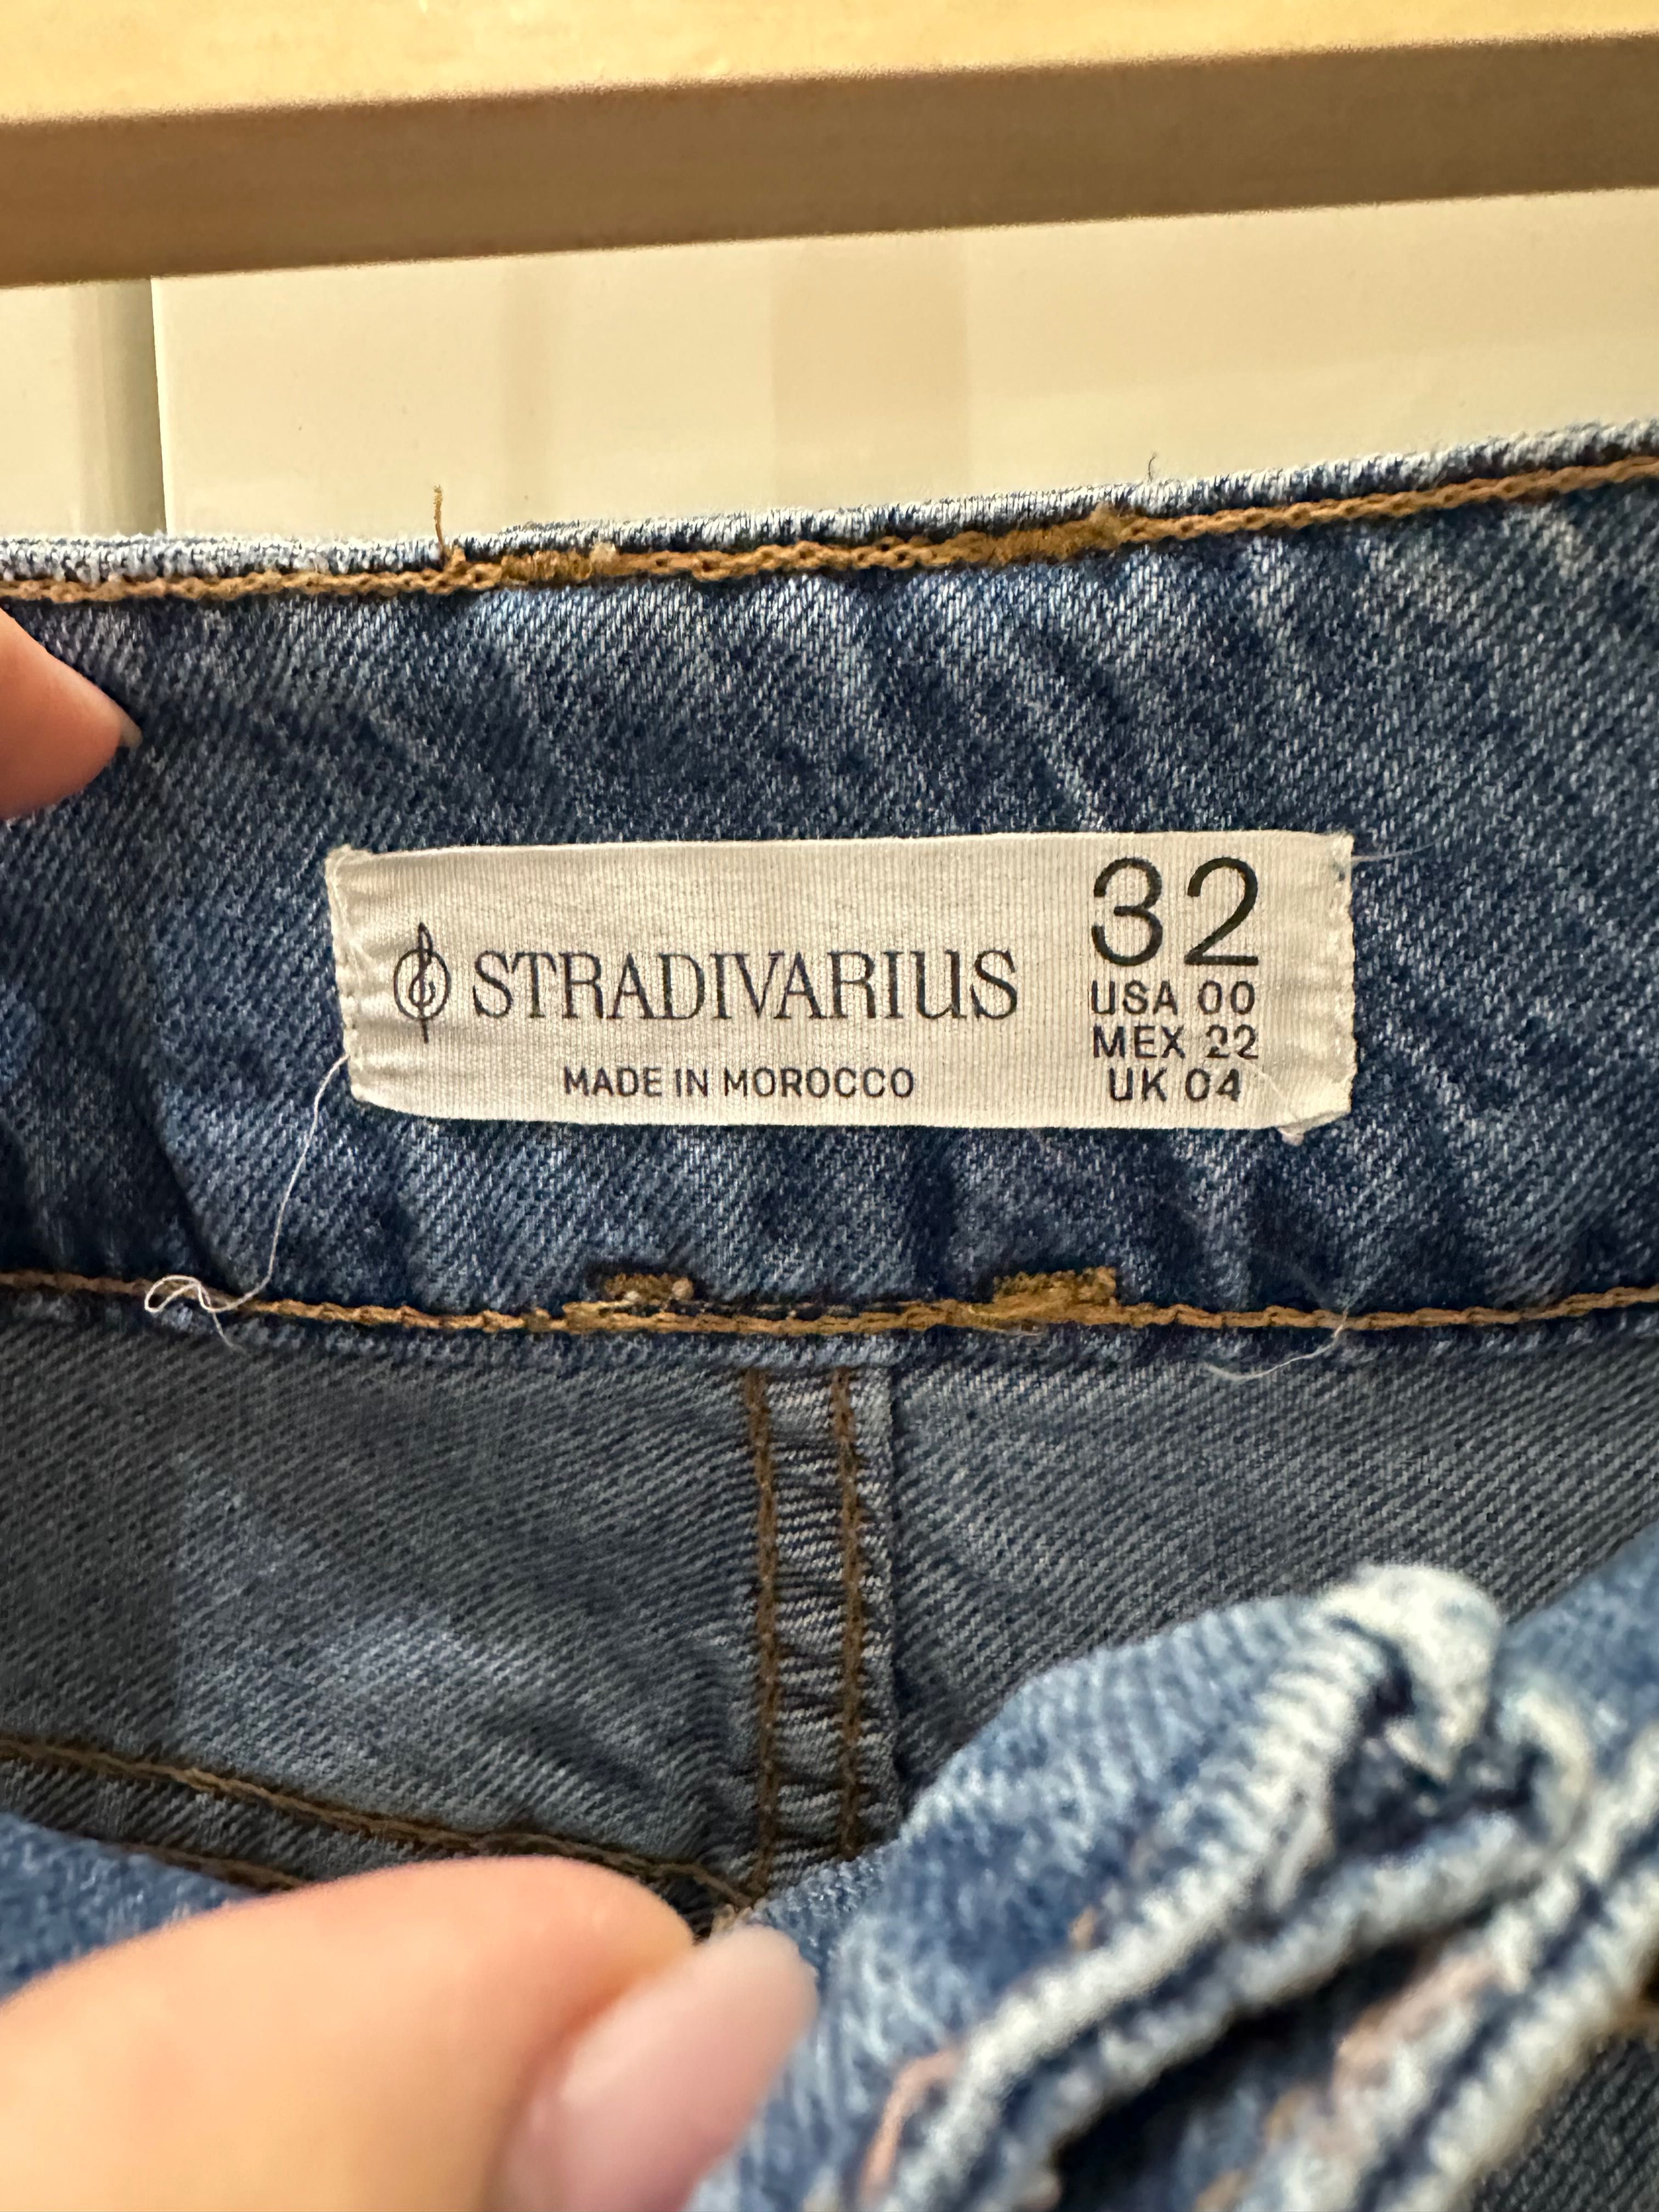 STRADIVARIUS
MADE IN MOROCCO
32
USA 00
MEX 22
UK 04